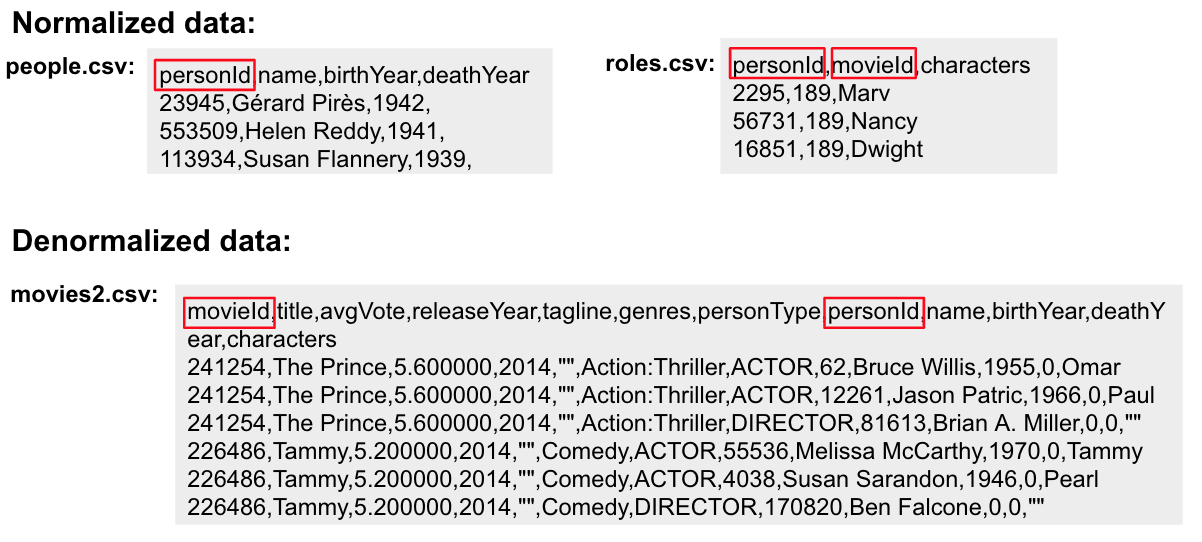 Normalized data:
people.csv:
personId,name,birthYear,deathYear
23945,Gérard Pirès,1942,
553509,Helen Reddy,1941,
113934,Susan Flannery,1939,
roles.csv:
personId,movieId,characters
2295,189,Marv
56731,189,Nancy
16851,189,Dwight
Denormalized data:
movies2.csv:
movieId,title,avgVote,releaseYear,tagline,genres,personType,personId,name,birthYear,deathY
ear,characters
241254,The Prince,5.600000,2014,"",Action:Thriller,ACTOR,62,Bruce Willis,1955,0,Omar
241254,The Prince,5.600000,2014,"",Action:Thriller,ACTOR,12261,Jason Patric,1966,0,Paul
241254,The Prince,5.600000,2014,"",Action:Thriller,DIRECTOR,81613,Brian A. Miller,0,0,""
226486,Tammy,5.200000,2014,"",Comedy,ACTOR,55536,Melissa McCarthy,1970,0,Tammy
226486,Tammy,5.200000,2014,"",Comedy,ACTOR,4038,Susan Sarandon,1946,0,Pearl
226486,Tammy,5.200000,2014,"",Comedy,DIRECTOR,170820,Ben Falcone,0,0,""